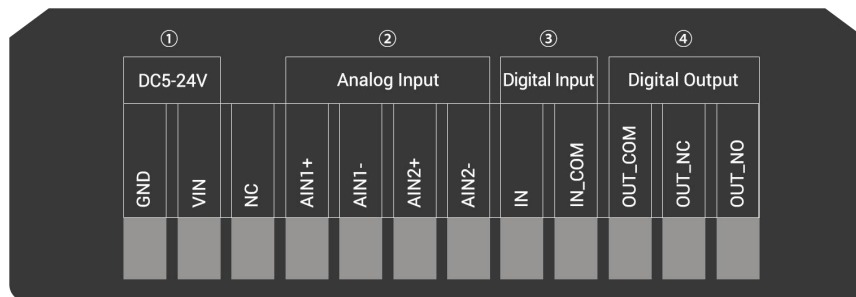 ① ② ③ ④
DC5-24V Analog Input Digital Input Digital Output
GND VIN NC AIN1+ AIN1- AIN2+ AIN2- IN IN_COM OUT_COM OUT_NC OUT_NO